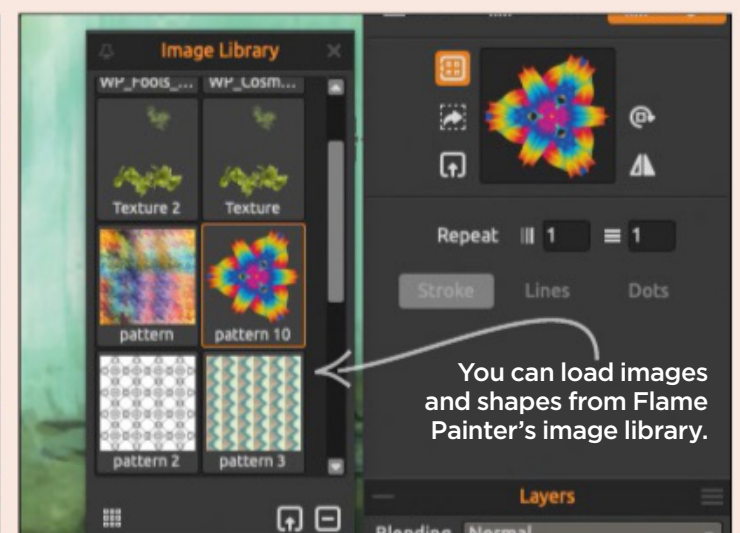 Image Library
WP_Fools_... WP_Cosm...
Texture 2 Texture
pattern pattern 10
pattern 2 pattern 3
Repeat 1 1
Stroke Lines Dots
You can load images
and shapes from Flame
Painter's image library.
Layers
Blending Normal